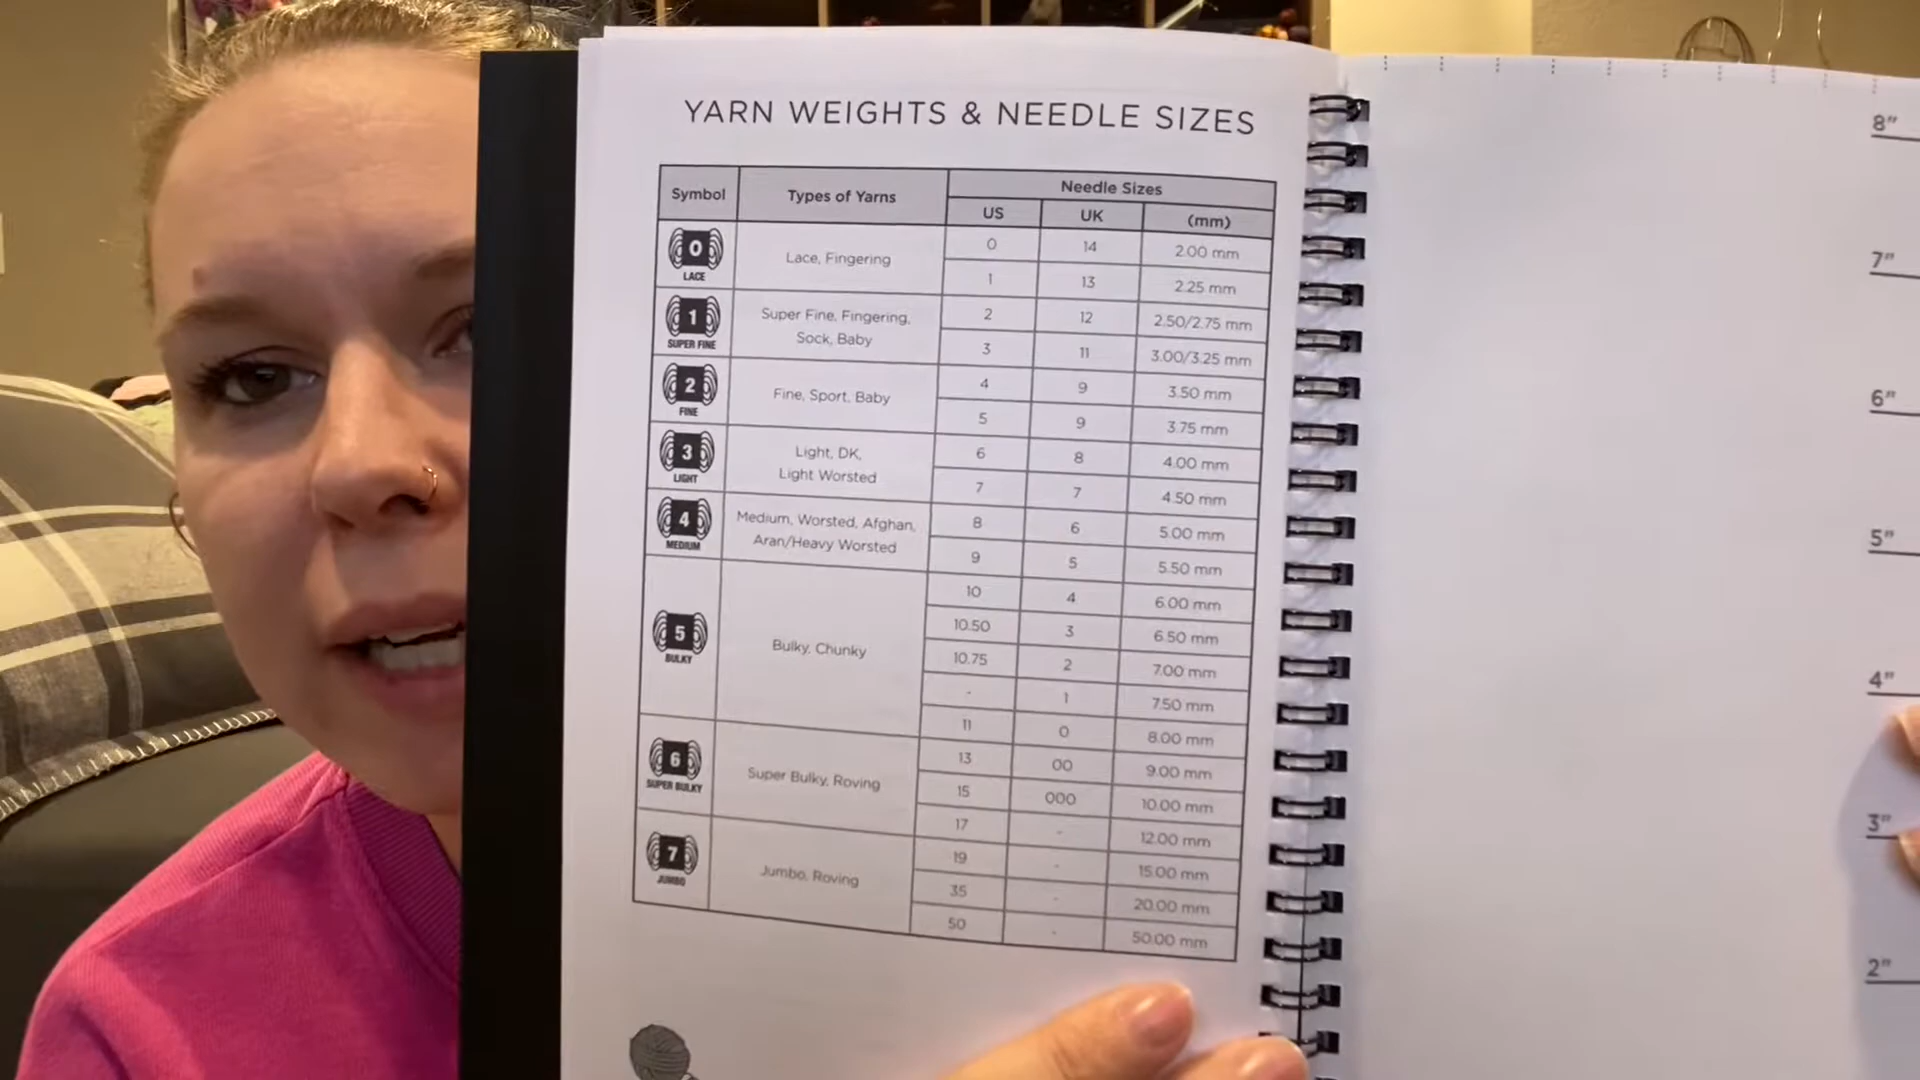 YARN WEIGHTS & NEEDLE SIZES
Symbol Types of Yarns Needle Sizes
US UK (mm)
0 LACE Lace, Fingering 0 14 2.00 mm
1 13 2.25 mm
1 SUPER FINE Super Fine, Fingering, Sock, Baby 2 12 2.50/2.75 mm
3 11 3.00/3.25 mm
2 FINE Fine, Sport, Baby 4 9 3.50 mm
5 9 3.75 mm
3 LIGHT Light, DK, Light Worsted 6 8 4.00 mm
7 7 4.50 mm
4 MEDIUM Medium, Worsted, Afghan, Aran/Heavy Worsted 8 6 5.00 mm
9 5 5.50 mm
5 BULKY Bulky, Chunky 10 4 6.00 mm
10.50 3 6.50 mm
10.75 2 7.00 mm
- 1 7.50 mm
11 0 8.00 mm
6 SUPER BULKY Super Bulky, Roving 13 00 9.00 mm
15 000 10.00 mm
17 - 12.00 mm
7 JUMBO Jumbo, Roving 19 - 15.00 mm
35 - 20.00 mm
50 - 50.00 mm
8"
7"
6"
5"
4"
3"
2"